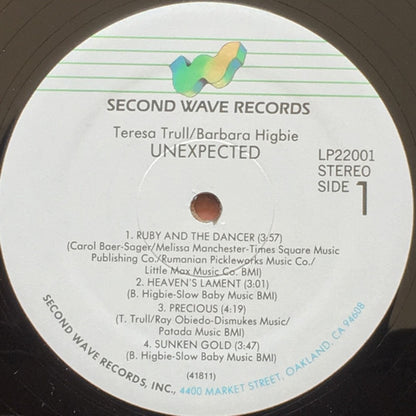 SECOND WAVE RECORDS
Teresa Trull/Barbara Higbie
UNEXPECTED
LP22001
STEREO
SIDE 1
1. RUBY AND THE DANCER (3:57)
(Carol Baer-Sager/Melissa Manchester-Times Square Music
Publishing Co./Rumanian Pickleworks Music Co./
Little Max Music Co. BMI)
2. HEAVEN'S LAMENT (3:01)
(B. Higbie-Slow Baby Music BMI)
3. PRECIOUS (4:19)
(T. Trull/Ray Obiedo-Dismukes Music/
Patada Music BMI)
4. SUNKEN GOLD (3:47)
(B. Higbie-Slow Baby Music BMI)
(41811)
SECOND WAVE RECORDS, INC., 4400 MARKET STREET, OAKLAND, CA 94608